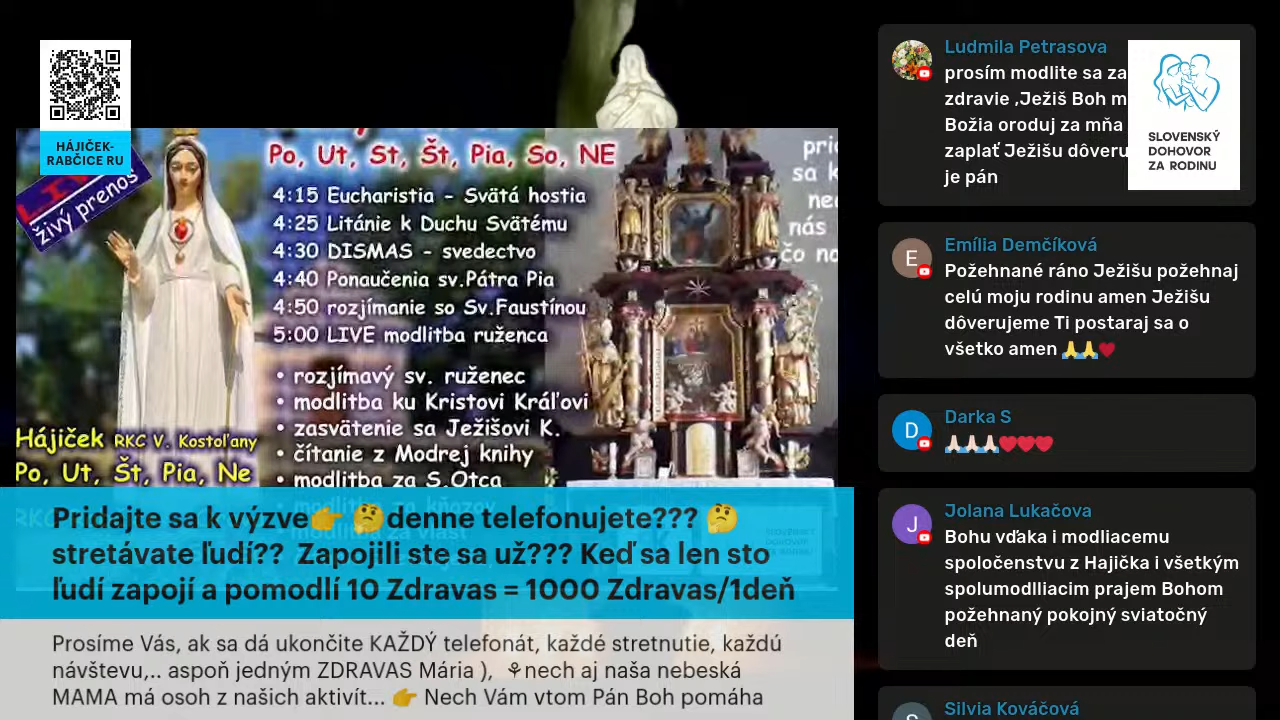 HÁJIČEK-
RABČICE RU
živý prenos
Po, Ut, St, Št, Pia, So, NE
4:15 Eucharistia - Svätá hostia
4:25 Litánie k Duchu Svätému
4:30 DISMAS - svedectvo
4:40 Ponaučenia sv.Pátra Pia
4:50 rozjímanie so Sv.Faustínou
5:00 LIVE modlitba ruženca
• rozjímavý sv. ruženec
• modlitba ku Kristovi Kráľovi
• zasvätenie sa Ježišovi K.
• čítanie z Modrej knihy
• modlitba za S.Otca
• modlitba za kňazov
Hájiček RKC V. Kostoľany
Po, Ut, Št, Pia, Ne
sa k
nás
čo na
Pridajte sa k výzve👉 🤔denne telefonujete??? 🤔
stretávate ľudí?? Zapojili ste sa už??? Keď sa len sto
ľudí zapojí a pomodlí 10 Zdravas = 1000 Zdravas/1deň
Prosíme Vás, ak sa dá ukončite KAŽDÝ telefonát, každé stretnutie, každú
návštevu,.. aspoň jedným ZDRAVAS Mária ), ⚘nech aj naša nebeská
MAMA má osoh z našich aktivít... 👉 Nech Vám vtom Pán Boh pomáha
Ludmila Petrasova
prosím modlite sa za
zdravie ,Ježiš Boh m
Božia oroduj za mňa
zaplať Ježišu dôveru
je pán
SLOVENSKÝ
DOHOVOR
ZA RODINU
Emília Demčíková
Požehnané ráno Ježišu požehnaj
celú moju rodinu amen Ježišu
dôverujeme Ti postaraj sa o
všetko amen 🙏🙏❤️
Darka S
🙏🏻🙏🏻🙏🏻❤️❤️❤️
Jolana Lukačova
Bohu vďaka i modliacemu
spoločenstvu z Hajička i všetkým
spolumodlliacim prajem Bohom
požehnaný pokojný sviatočný
deň
Silvia Kováčová